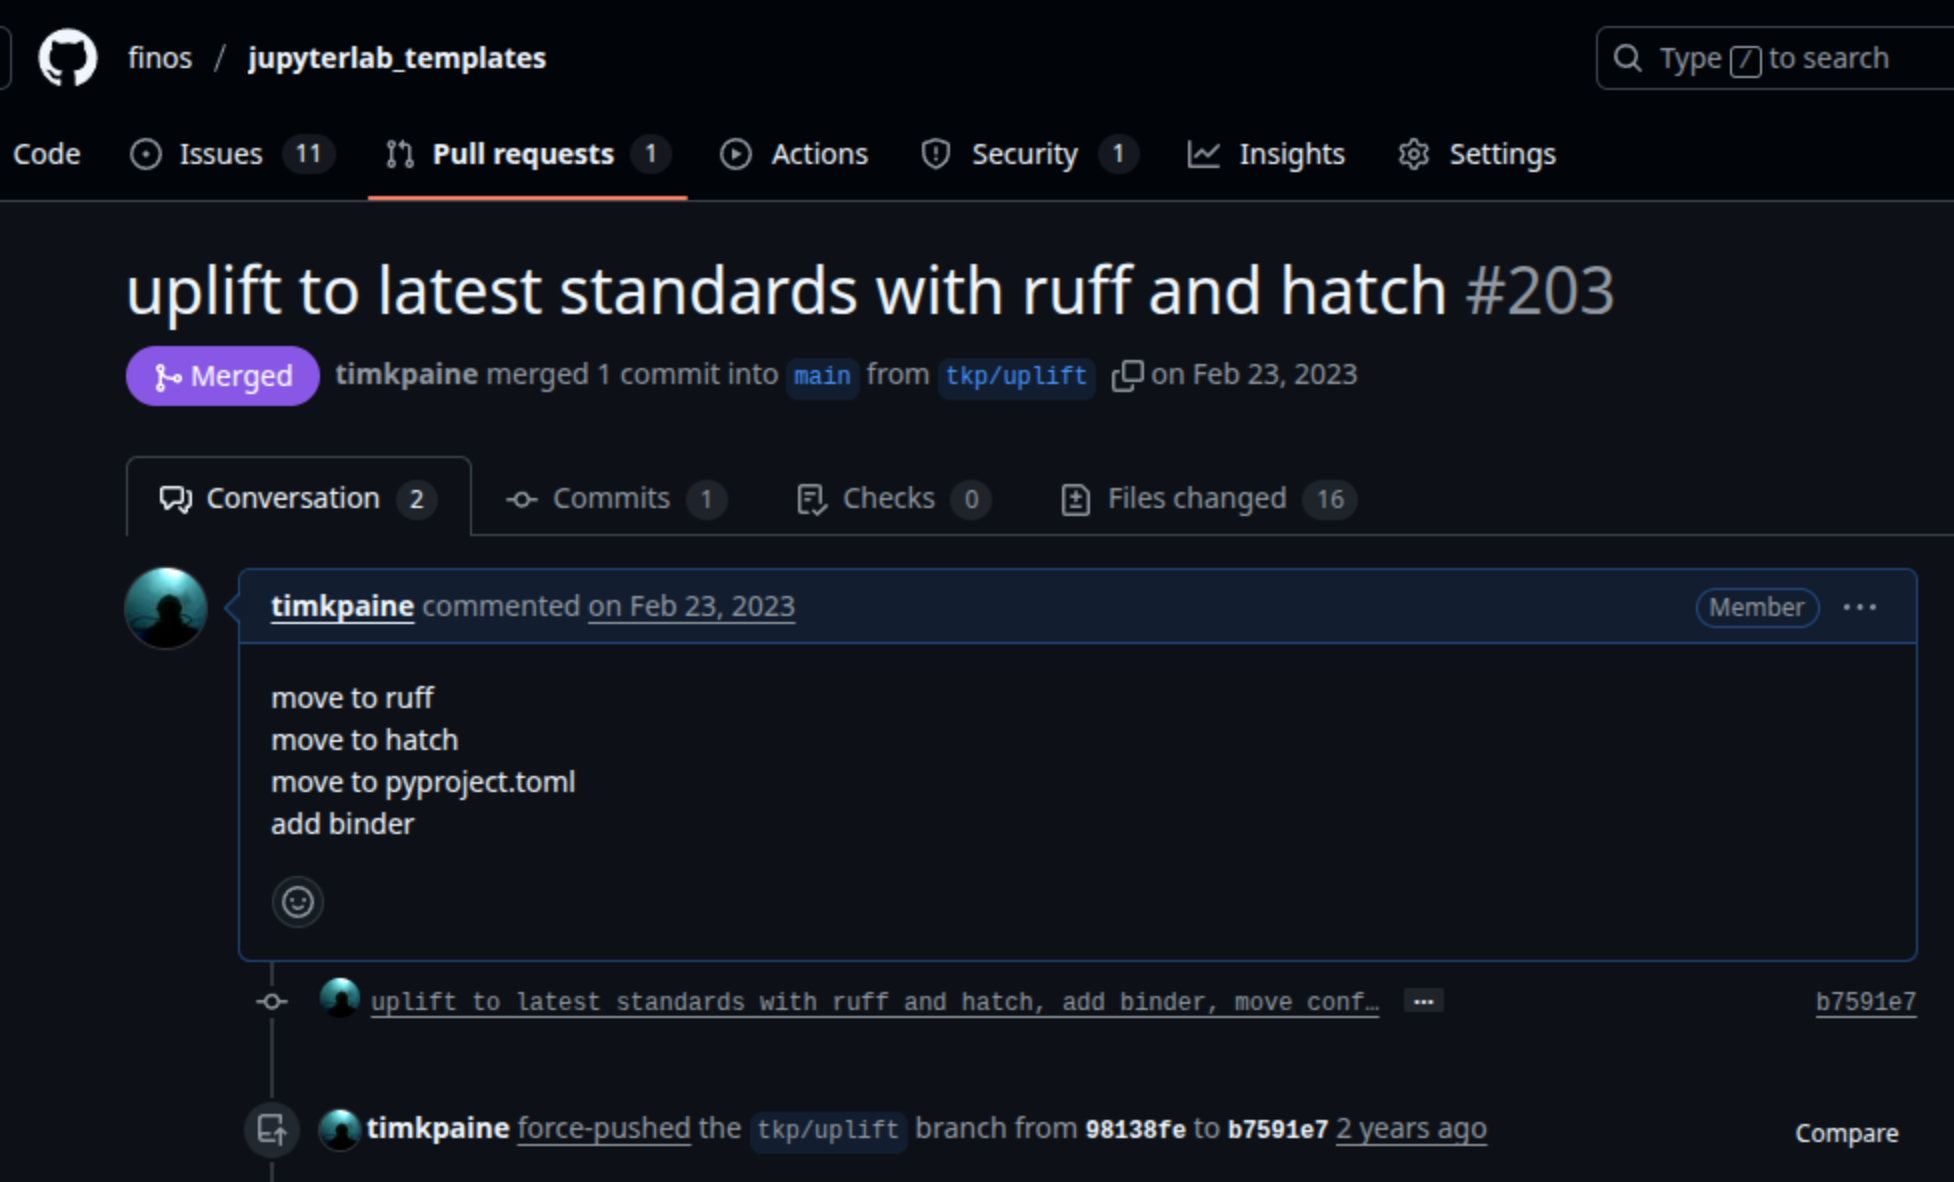 finos / jupyterlab_templates
Type / to search
Code Issues 11 Pull requests 1 Actions Security 1 Insights Settings
uplift to latest standards with ruff and hatch #203
Merged timkpaine merged 1 commit into main from tkp/uplift on Feb 23, 2023
Conversation 2 Commits 1 Checks 0 Files changed 16
timkpaine commented on Feb 23, 2023 Member ...
move to ruff
move to hatch
move to pyproject.toml
add binder
uplift to latest standards with ruff and hatch, add binder, move conf… ... b7591e7
timkpaine force-pushed the tkp/uplift branch from 98138fe to b7591e7 2 years ago Compare